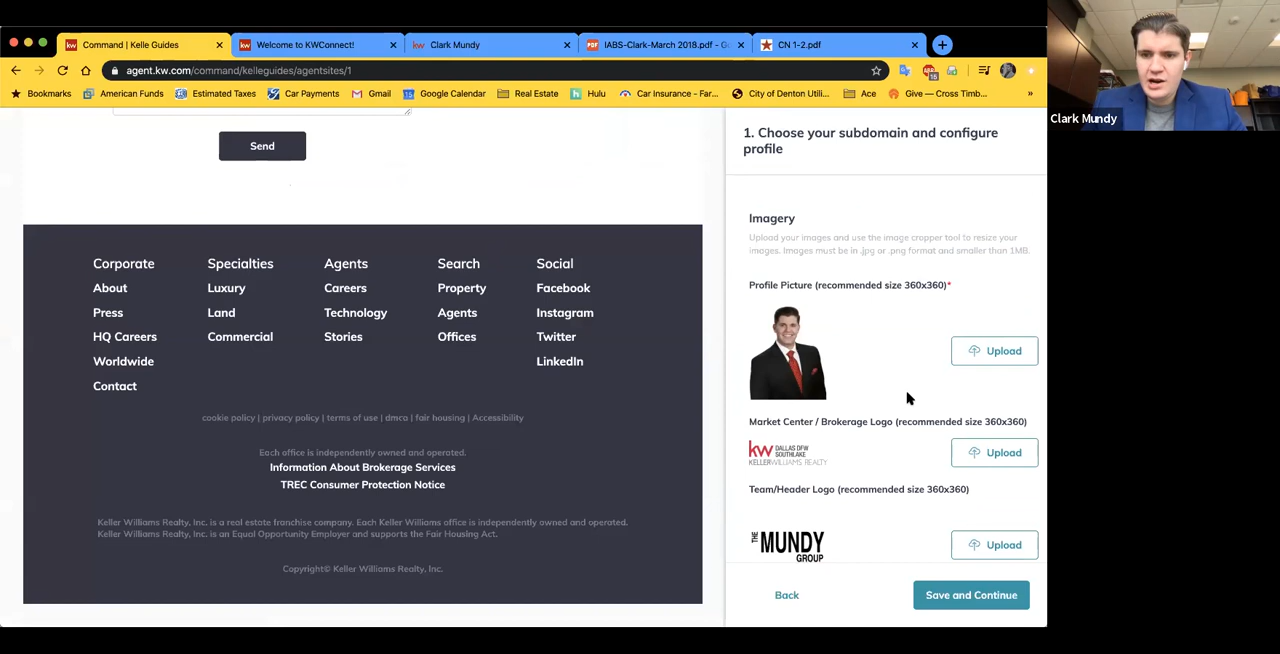 Command | Kelle Guides
Welcome to KWConnect!
Clark Mundy
IABS-Clark-March 2018.pdf - G
CN 1-2.pdf
agent.kw.com/command/kelleguides/agentsites/1
Bookmarks
American Funds
Estimated Taxes
Car Payments
Gmail
Google Calendar
Real Estate
Hulu
Car Insurance - Far...
City of Denton Utili...
Ace
Give — Cross Timb...
»
Clark Mundy
Send
Corporate
Specialties
Agents
Search
Social
About
Luxury
Careers
Property
Facebook
Press
Land
Technology
Agents
Instagram
HQ Careers
Commercial
Stories
Offices
Twitter
Worldwide
LinkedIn
Contact
cookie policy | privacy policy | terms of use | dmca | fair housing | Accessibility
Each office is independently owned and operated.
Information About Brokerage Services
TREC Consumer Protection Notice
Keller Williams Realty, Inc. is a real estate franchise company. Each Keller Williams office is independently owned and operated.
Keller Williams Realty, Inc. is an Equal Opportunity Employer and supports the Fair Housing Act.
Copyright© Keller Williams Realty, Inc.
1. Choose your subdomain and configure
profile
Imagery
Upload your images and use the image cropper tool to resize your
images. Images must be in .jpg or .png format and smaller than 1MB.
Profile Picture (recommended size 360x360)*
Upload
Market Center / Brokerage Logo (recommended size 360x360)
kw DALLAS DFW
SOUTHLAKE
KELLERWILLIAMS REALTY
Upload
Team/Header Logo (recommended size 360x360)
THE MUNDY
GROUP
Upload
Back
Save and Continue